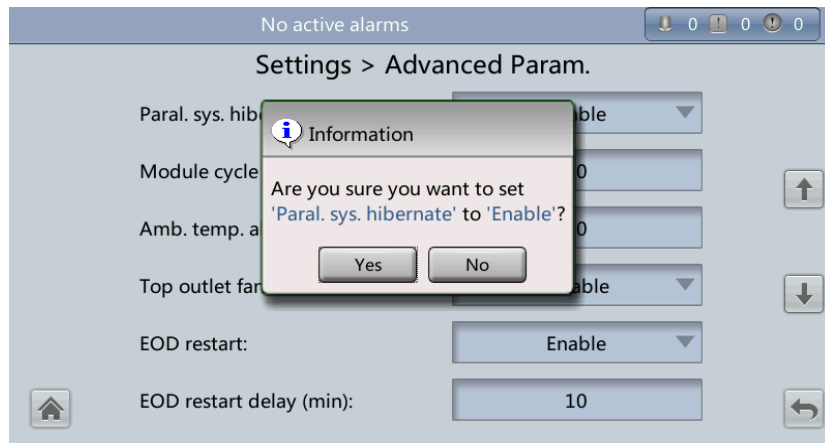 No active alarms
0 0 0
Settings > Advanced Param.
Paral. sys.
Information
Module cycle 0
Are you sure you want to set
'Paral. sys. hibernate' to 'Enable'?
Amb. temp. 0
Yes No
Top outlet
EOD restart: Enable
EOD restart delay (min): 10